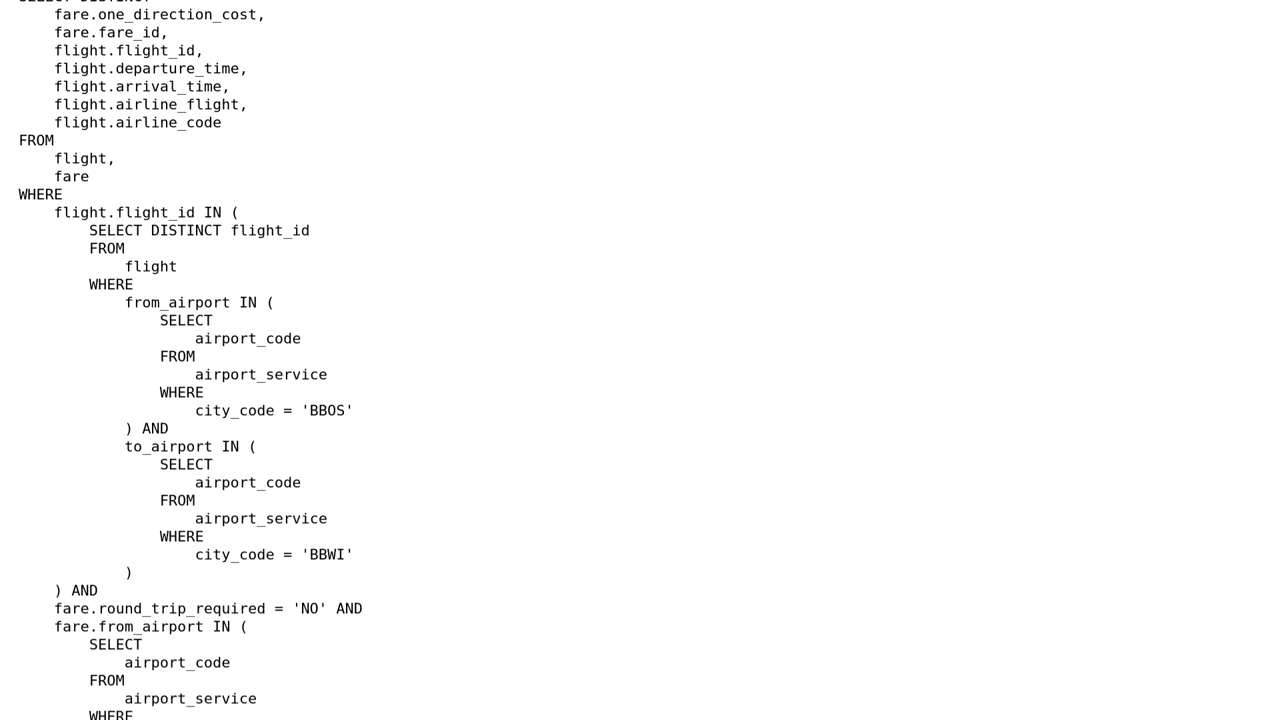 SELECT DISTINCT
    fare.one_direction_cost,
    fare.fare_id,
    flight.flight_id,
    flight.departure_time,
    flight.arrival_time,
    flight.airline_flight,
    flight.airline_code
FROM
    flight,
    fare
WHERE
    flight.flight_id IN (
        SELECT DISTINCT flight_id
        FROM
            flight
        WHERE
            from_airport IN (
                SELECT
                    airport_code
                FROM
                    airport_service
                WHERE
                    city_code = 'BBOS'
            ) AND
            to_airport IN (
                SELECT
                    airport_code
                FROM
                    airport_service
                WHERE
                    city_code = 'BBWI'
            )
    ) AND
    fare.round_trip_required = 'NO' AND
    fare.from_airport IN (
        SELECT
            airport_code
        FROM
            airport_service
        WHERE